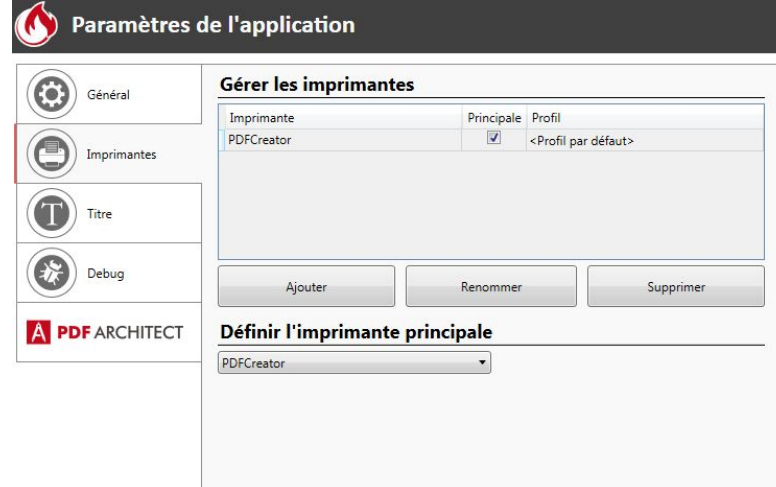 Paramètres de l'application
Général
Imprimantes
Titre
Debug
PDF ARCHITECT
Gérer les imprimantes
Imprimante Principale Profil
PDFCreator <Profil par défaut>
Ajouter Renommer Supprimer
Définir l'imprimante principale
PDFCreator